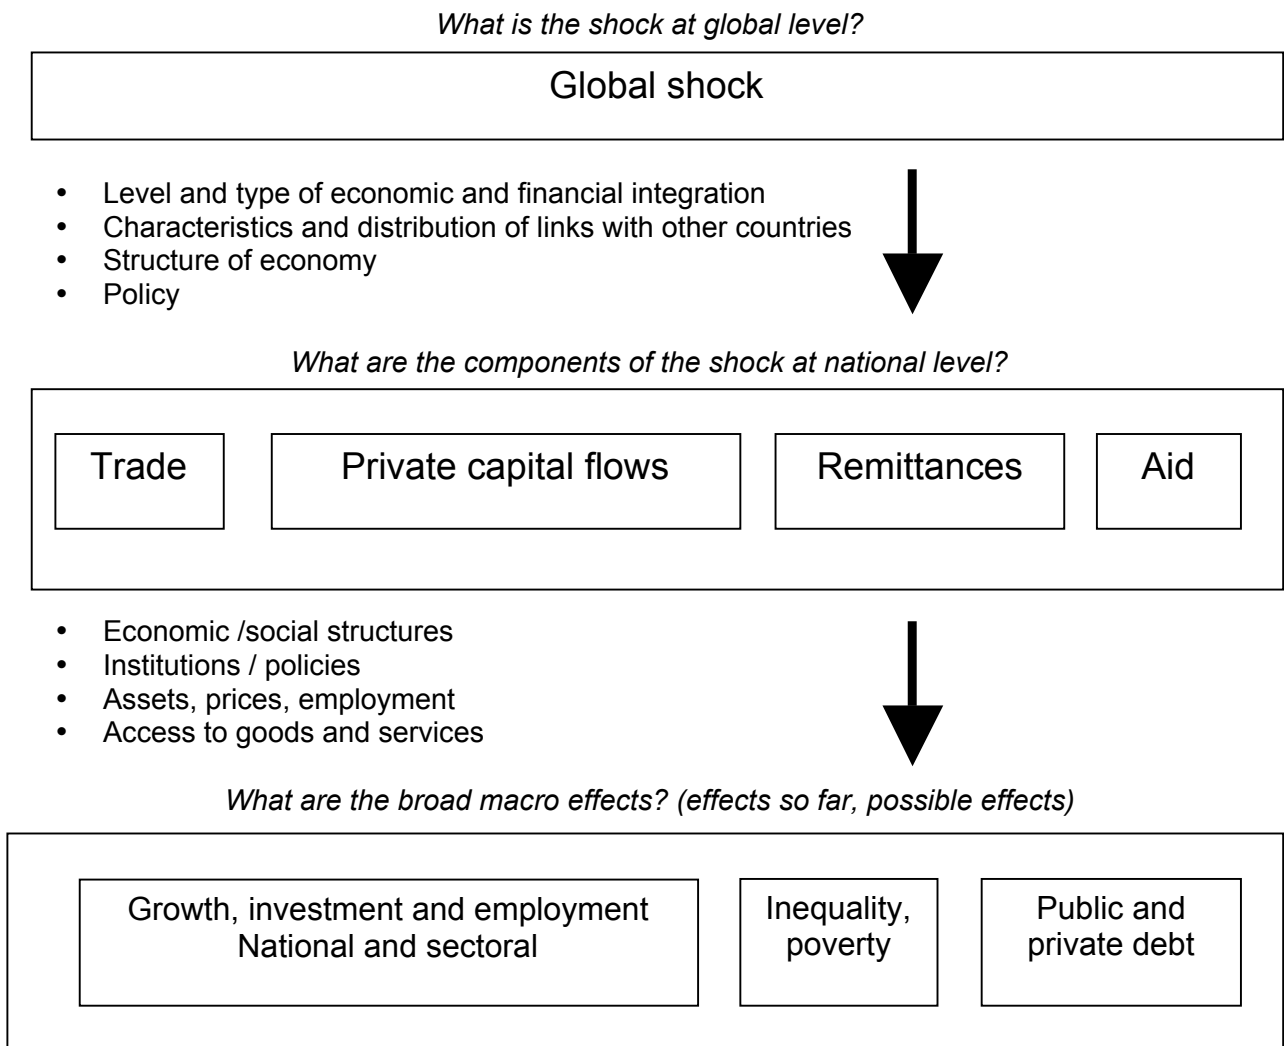 What is the shock at global level?
Global shock
• Level and type of economic and financial integration
• Characteristics and distribution of links with other countries
• Structure of economy
• Policy
What are the components of the shock at national level?
Trade
Private capital flows
Remittances
Aid
• Economic /social structures
• Institutions / policies
• Assets, prices, employment
• Access to goods and services
What are the broad macro effects? (effects so far, possible effects)
Growth, investment and employment
National and sectoral
Inequality,
poverty
Public and
private debt